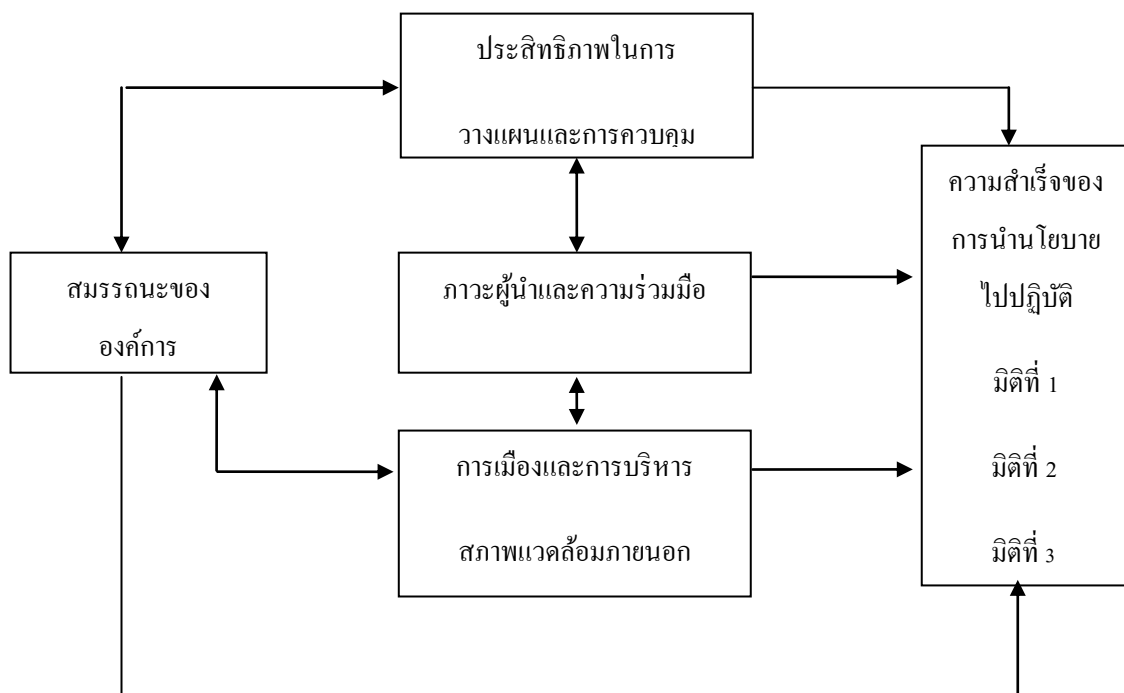 ประสิทธิภาพในการ
วางแผนและการควบคุม
ความสำเร็จของ
การนำนโยบาย
ไปปฏิบัติ
มิติที่ 1
มิติที่ 2
มิติที่ 3
สมรรถนะของ
องค์การ
ภาวะผู้นำและความร่วมมือ
การเมืองและการบริหาร
สภาพแวดล้อมภายนอก